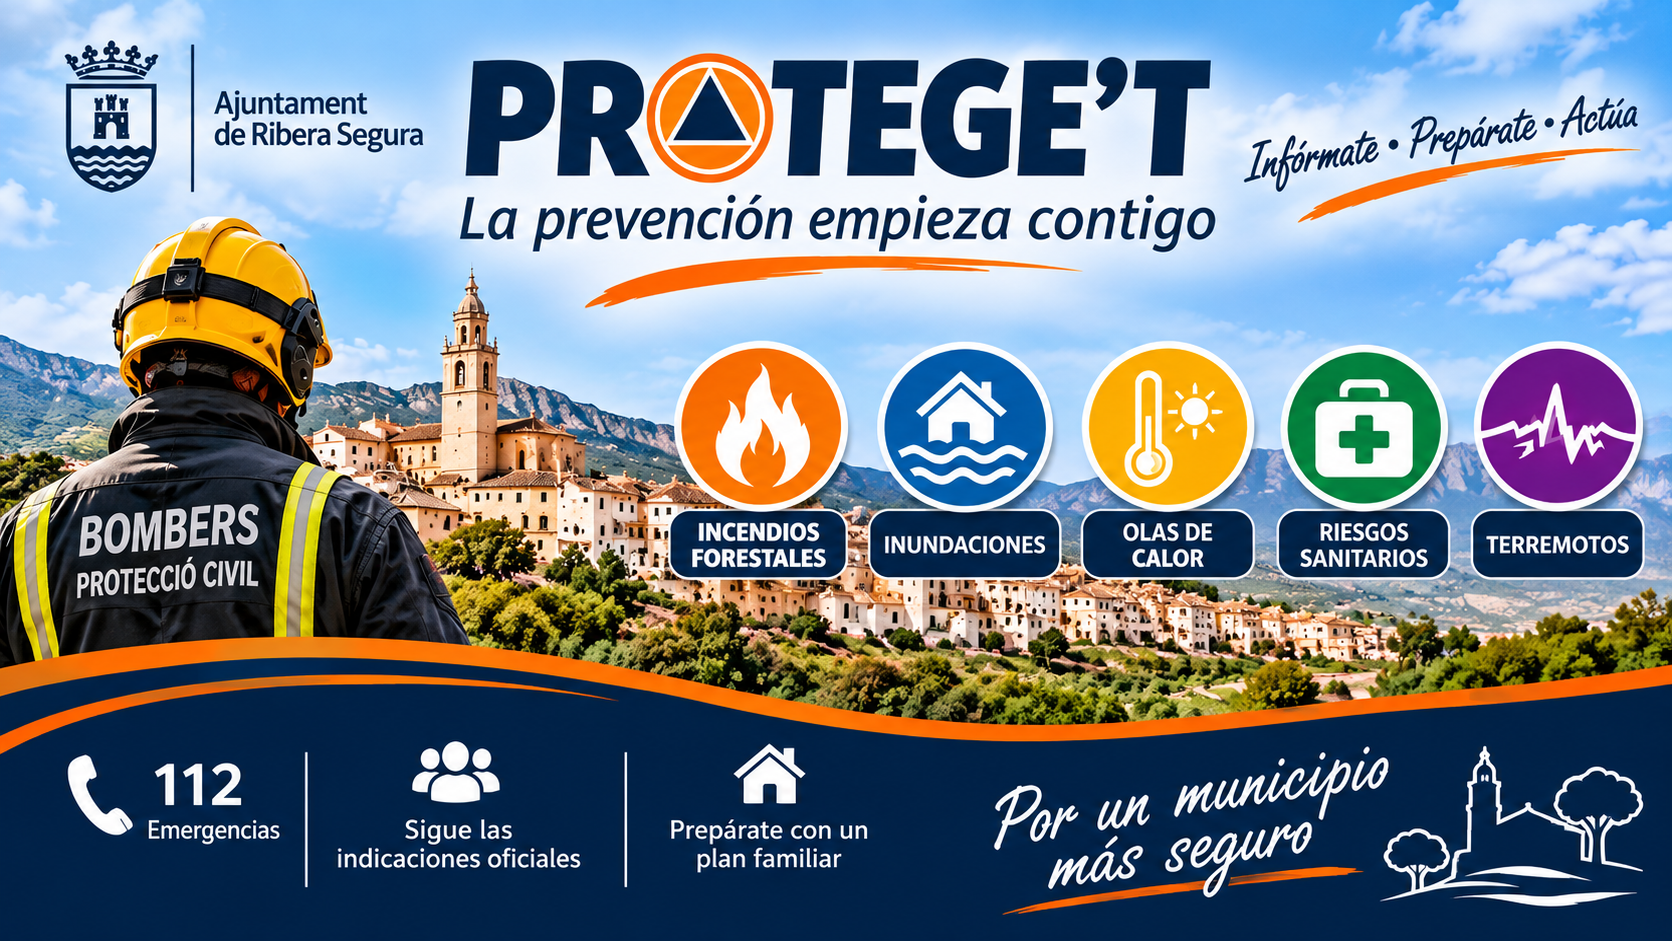 Ajuntament
de Ribera Segura
PROTEGE'T
La prevención empieza contigo
Infórmate • Prepárate • Actúa
BOMBERS
PROTECCIÓ CIVIL
INCENDIOS
FORESTALES
INUNDACIONES
OLAS DE
CALOR
RIESGOS
SANITARIOS
TERREMOTOS
112
Emergencias
Sigue las
indicaciones oficiales
Prepárate con un
plan familiar
Por un municipio
más seguro